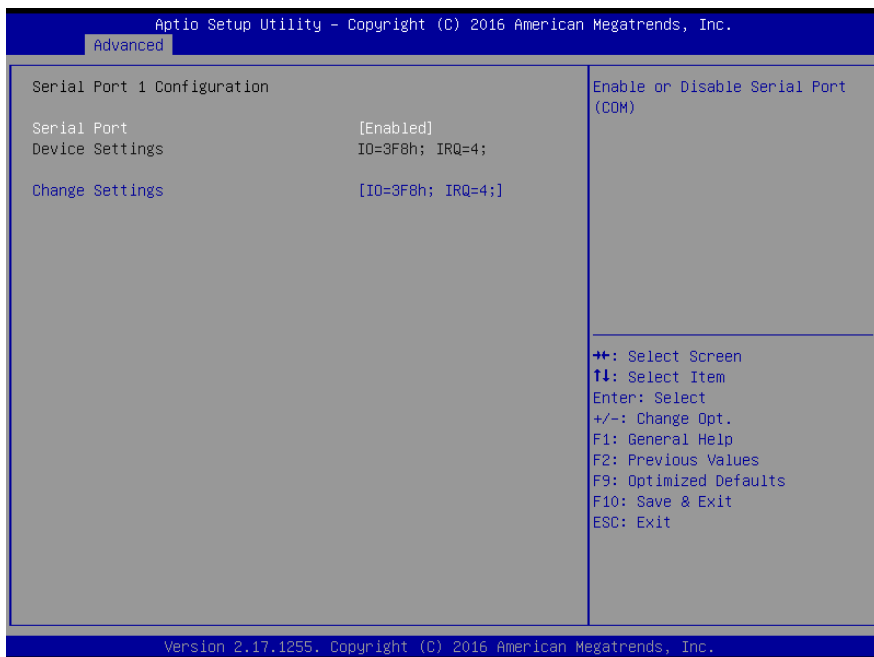 Aptio Setup Utility – Copyright (C) 2016 American Megatrends, Inc.
Advanced
Serial Port 1 Configuration
Serial Port [Enabled]
Device Settings IO=3F8h; IRQ=4;
Change Settings [IO=3F8h; IRQ=4;]
Enable or Disable Serial Port
(COM)
→←: Select Screen
↑↓: Select Item
Enter: Select
+/-: Change Opt.
F1: General Help
F2: Previous Values
F9: Optimized Defaults
F10: Save & Exit
ESC: Exit
Version 2.17.1255. Copyright (C) 2016 American Megatrends, Inc.